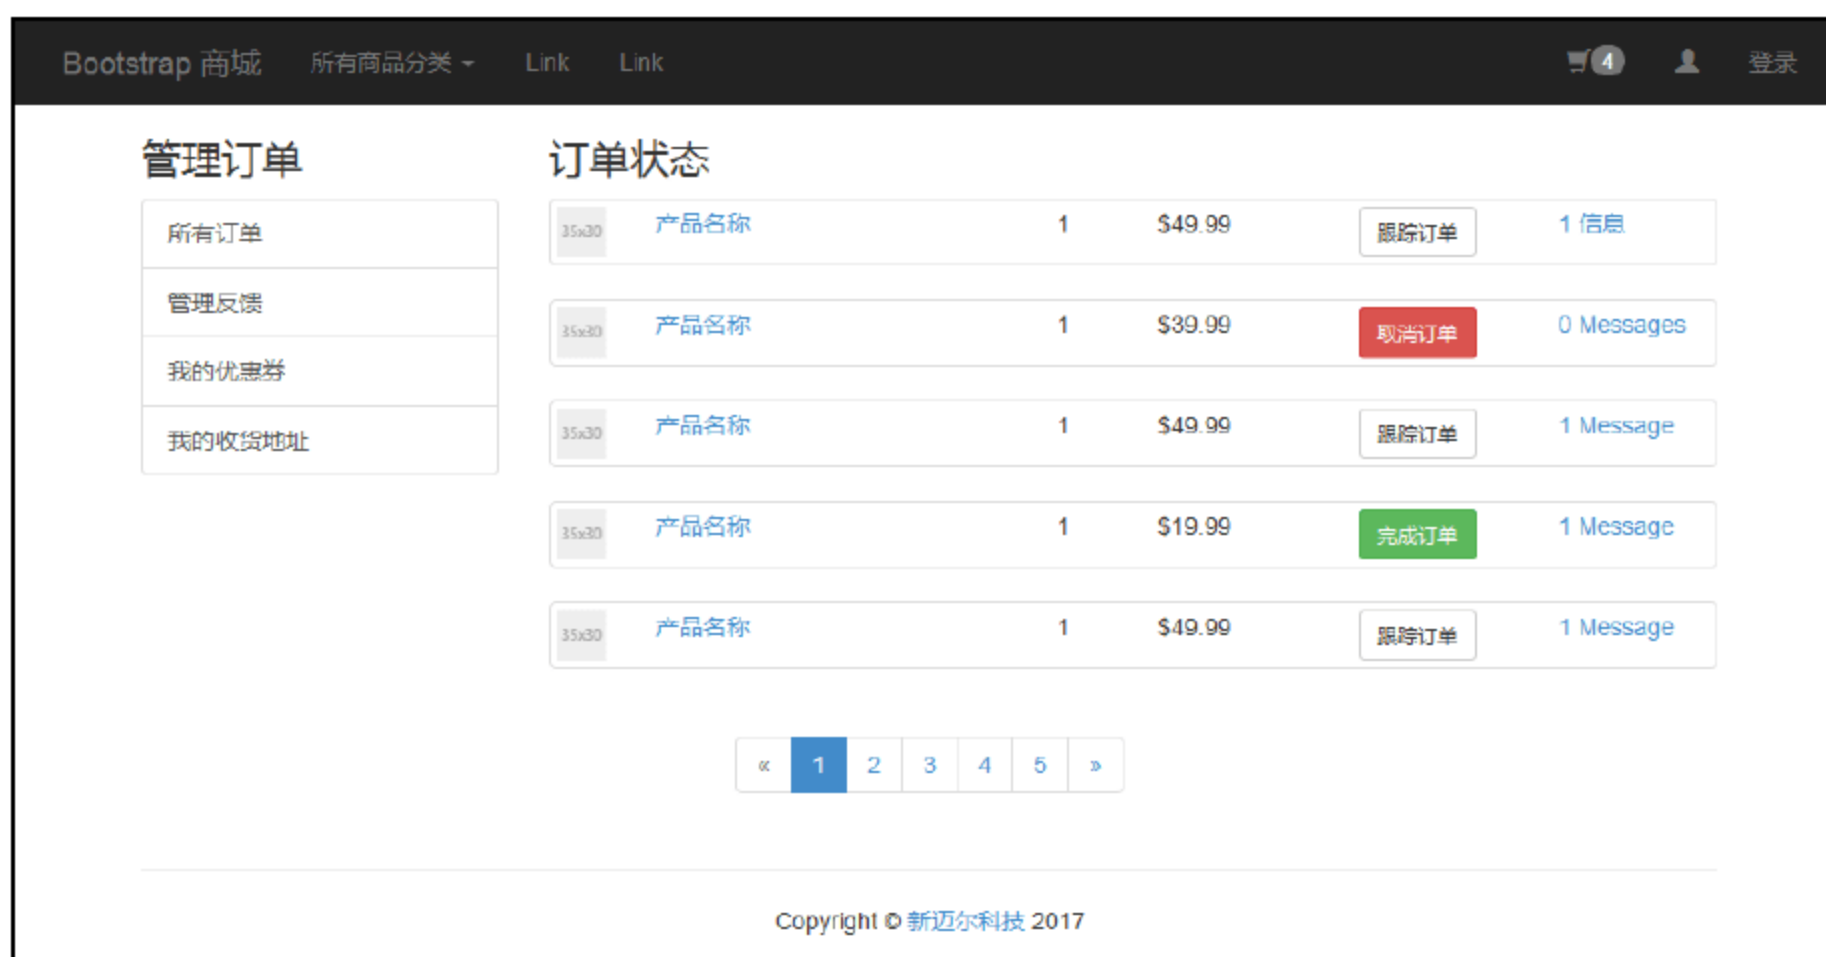 Bootstrap 商城 所有商品分类 Link Link 4 登录
管理订单
所有订单
管理反馈
我的优惠券
我的收货地址
订单状态
35x30 产品名称 1 $49.99 跟踪订单 1 信息
35x30 产品名称 1 $39.99 取消订单 0 Messages
35x30 产品名称 1 $49.99 跟踪订单 1 Message
35x30 产品名称 1 $19.99 完成订单 1 Message
35x30 产品名称 1 $49.99 跟踪订单 1 Message
« 1 2 3 4 5 »
Copyright © 新迈尔科技 2017